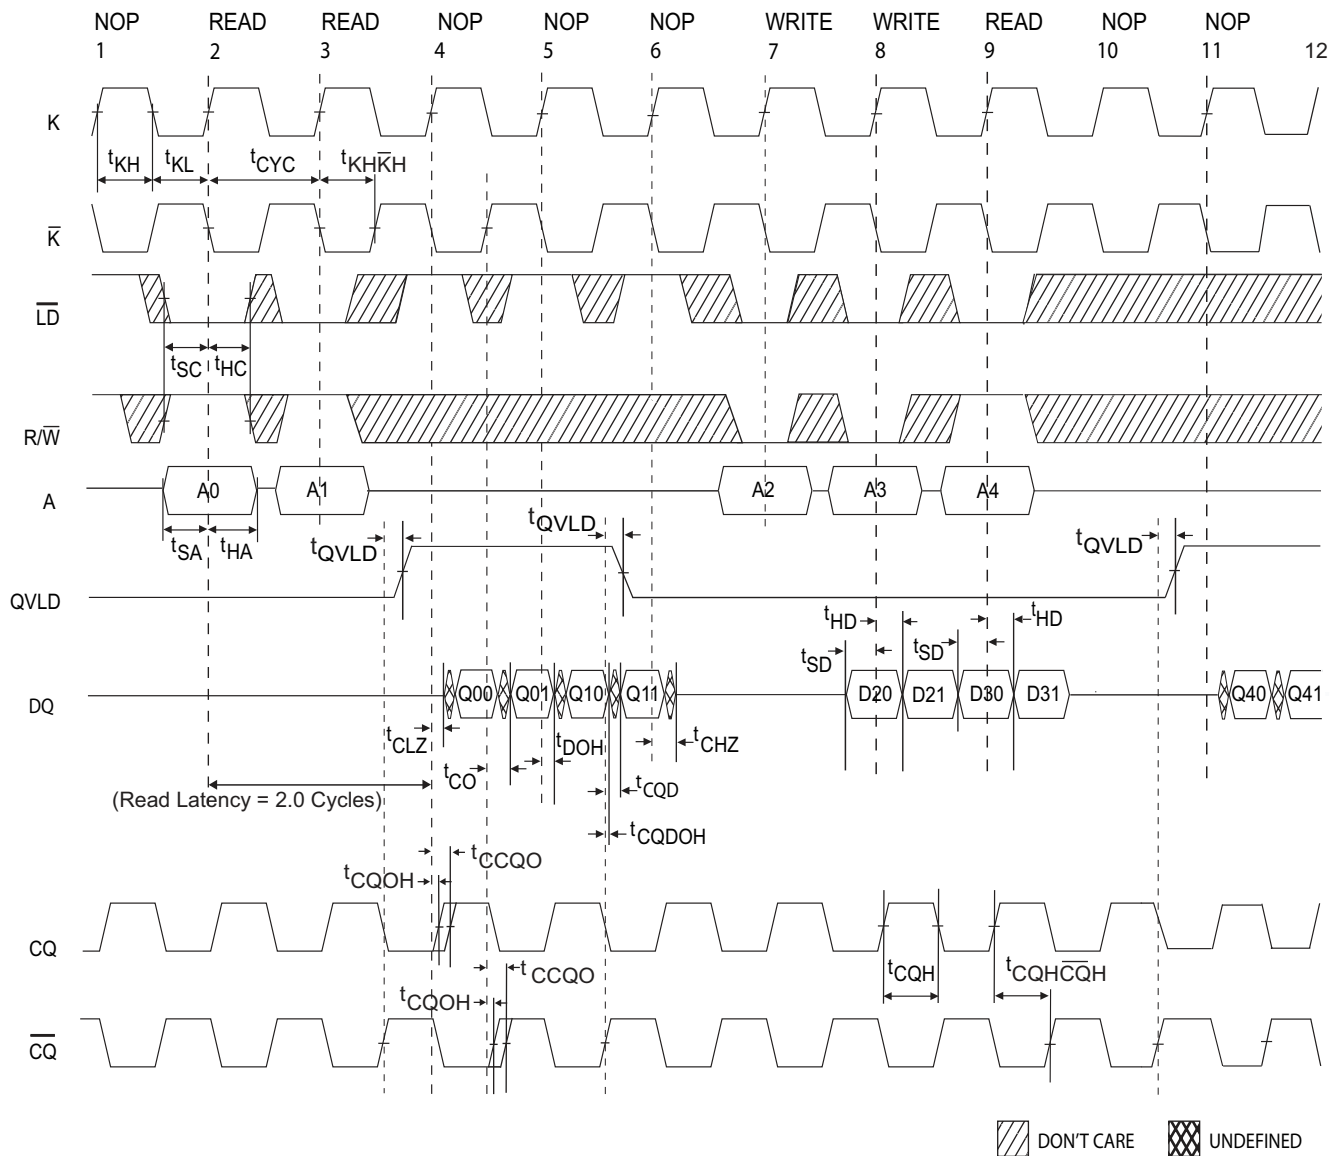 NOP READ READ NOP NOP NOP WRITE WRITE READ NOP NOP
1 2 3 4 5 6 7 8 9 10 11 12
K
tKH tKL tCYC tKHK̅H
K̅
L̅D̅
tSC tHC
R/W̅
A A0 A1 A2 A3 A4
tSA tHA tQVLD tQVLD tQVLD
QVLD
tHD tHD
tSD tSD
DQ Q00 Q01 Q10 Q11 D20 D21 D30 D31 Q40 Q41
tCLZ tDOH tCHZ
tCO tCQD
(Read Latency = 2.0 Cycles)
tCQDOH
tCCQO
tCQOH
CQ
tCCQO tCQH tCQHC̅Q̅H
tCQOH
C̅Q̅
DON'T CARE UNDEFINED